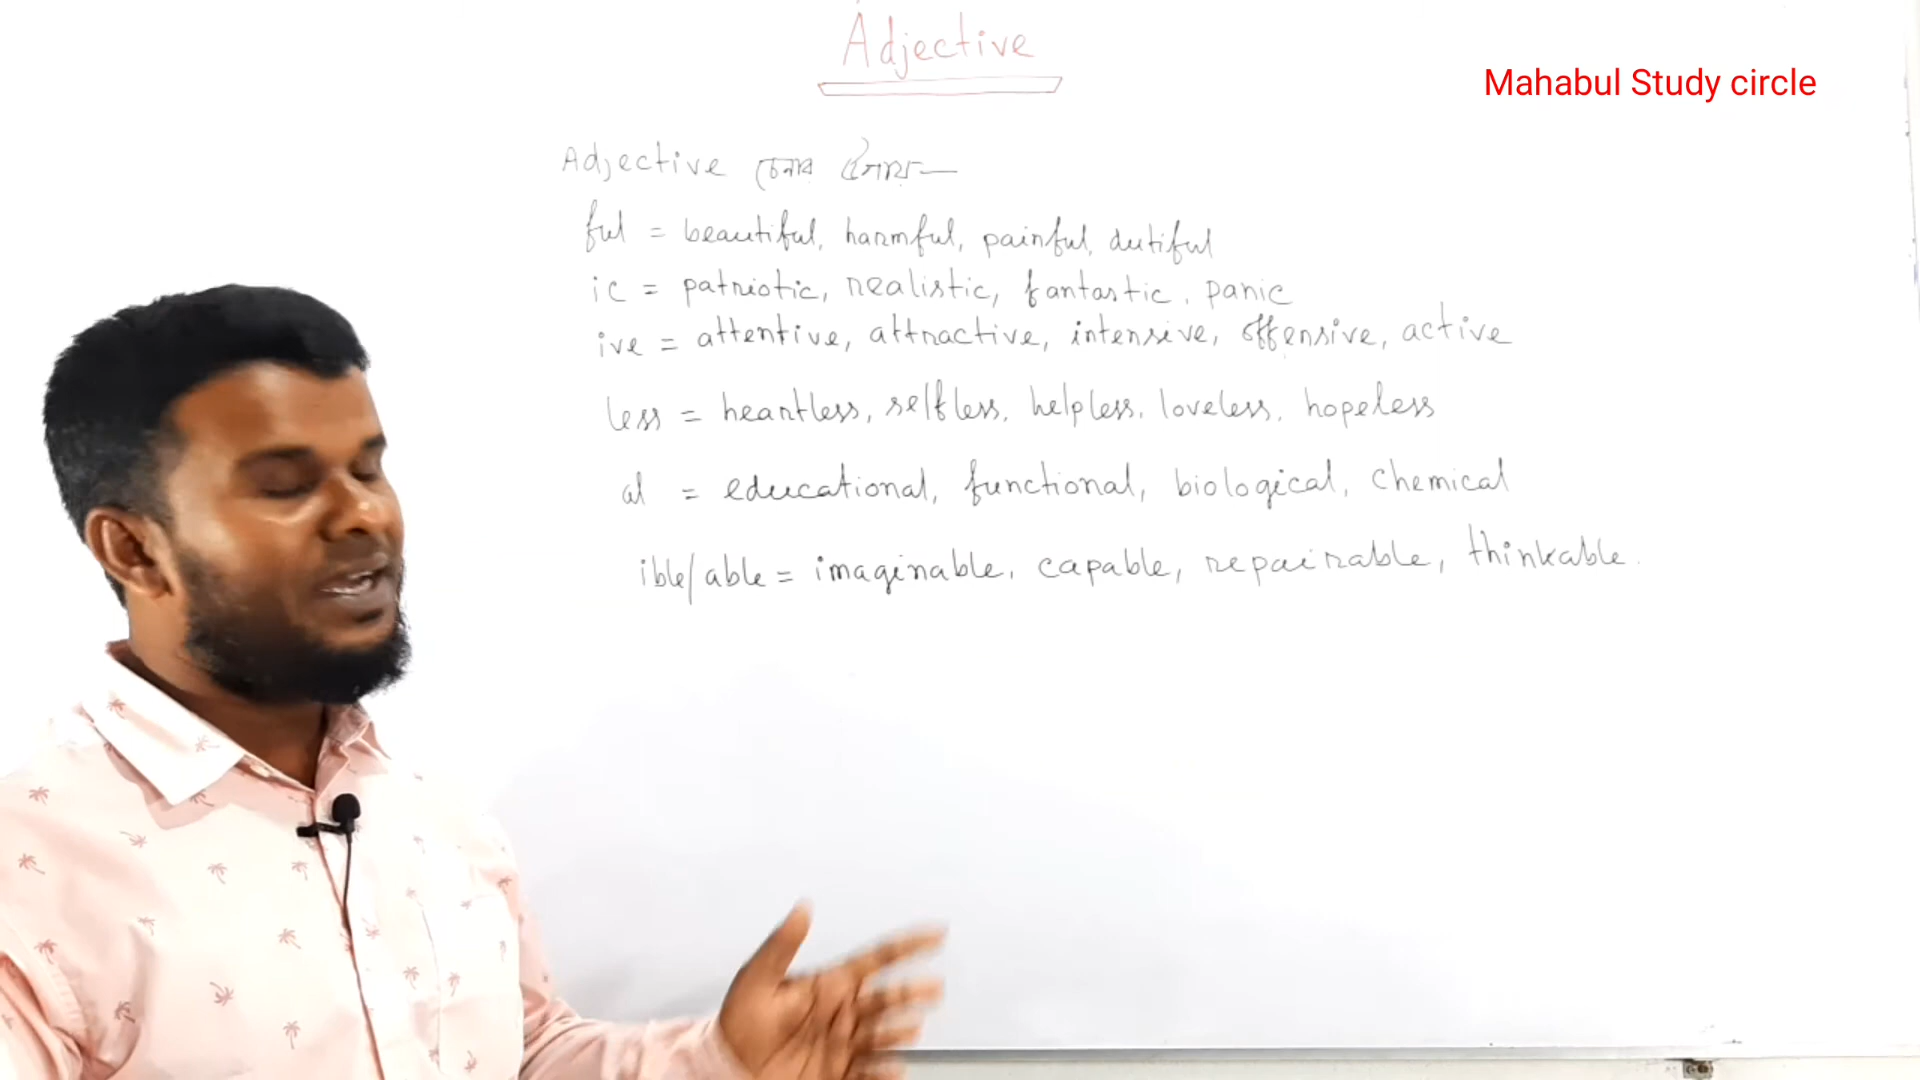 Adjective
Mahabul Study circle
Adjective চেনার কৌশল—
ful = beautiful, harmful, painful, dutiful
ic = patriotic, realistic, fantastic, panic
ive = attentive, attractive, intensive, offensive, active
less = heartless, selfless, helpless, loveless, hopeless
al = educational, functional, biological, chemical
ible/able = imaginable, capable, repairable, thinkable.